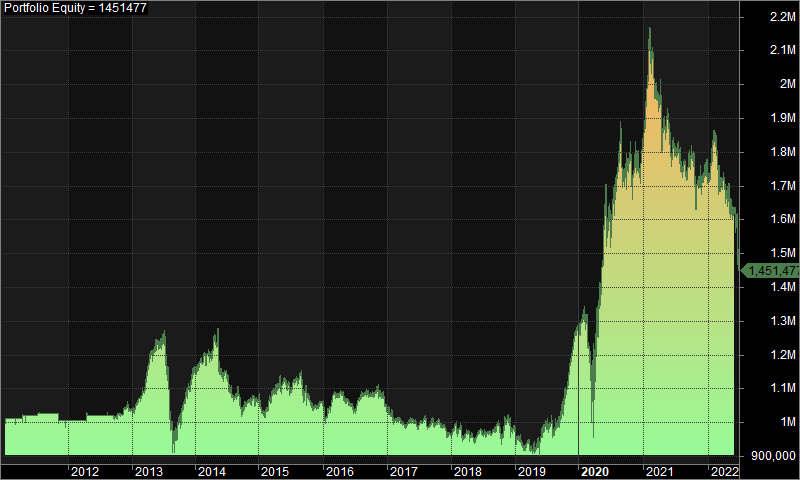 Portfolio Equity = 1451477
2.2M
2.1M
2M
1.9M
1.8M
1.7M
1.6M
1.5M
1,451,477
1.4M
1.3M
1.2M
1.1M
1M
900,000
2012 2013 2014 2015 2016 2017 2018 2019 2020 2021 2022